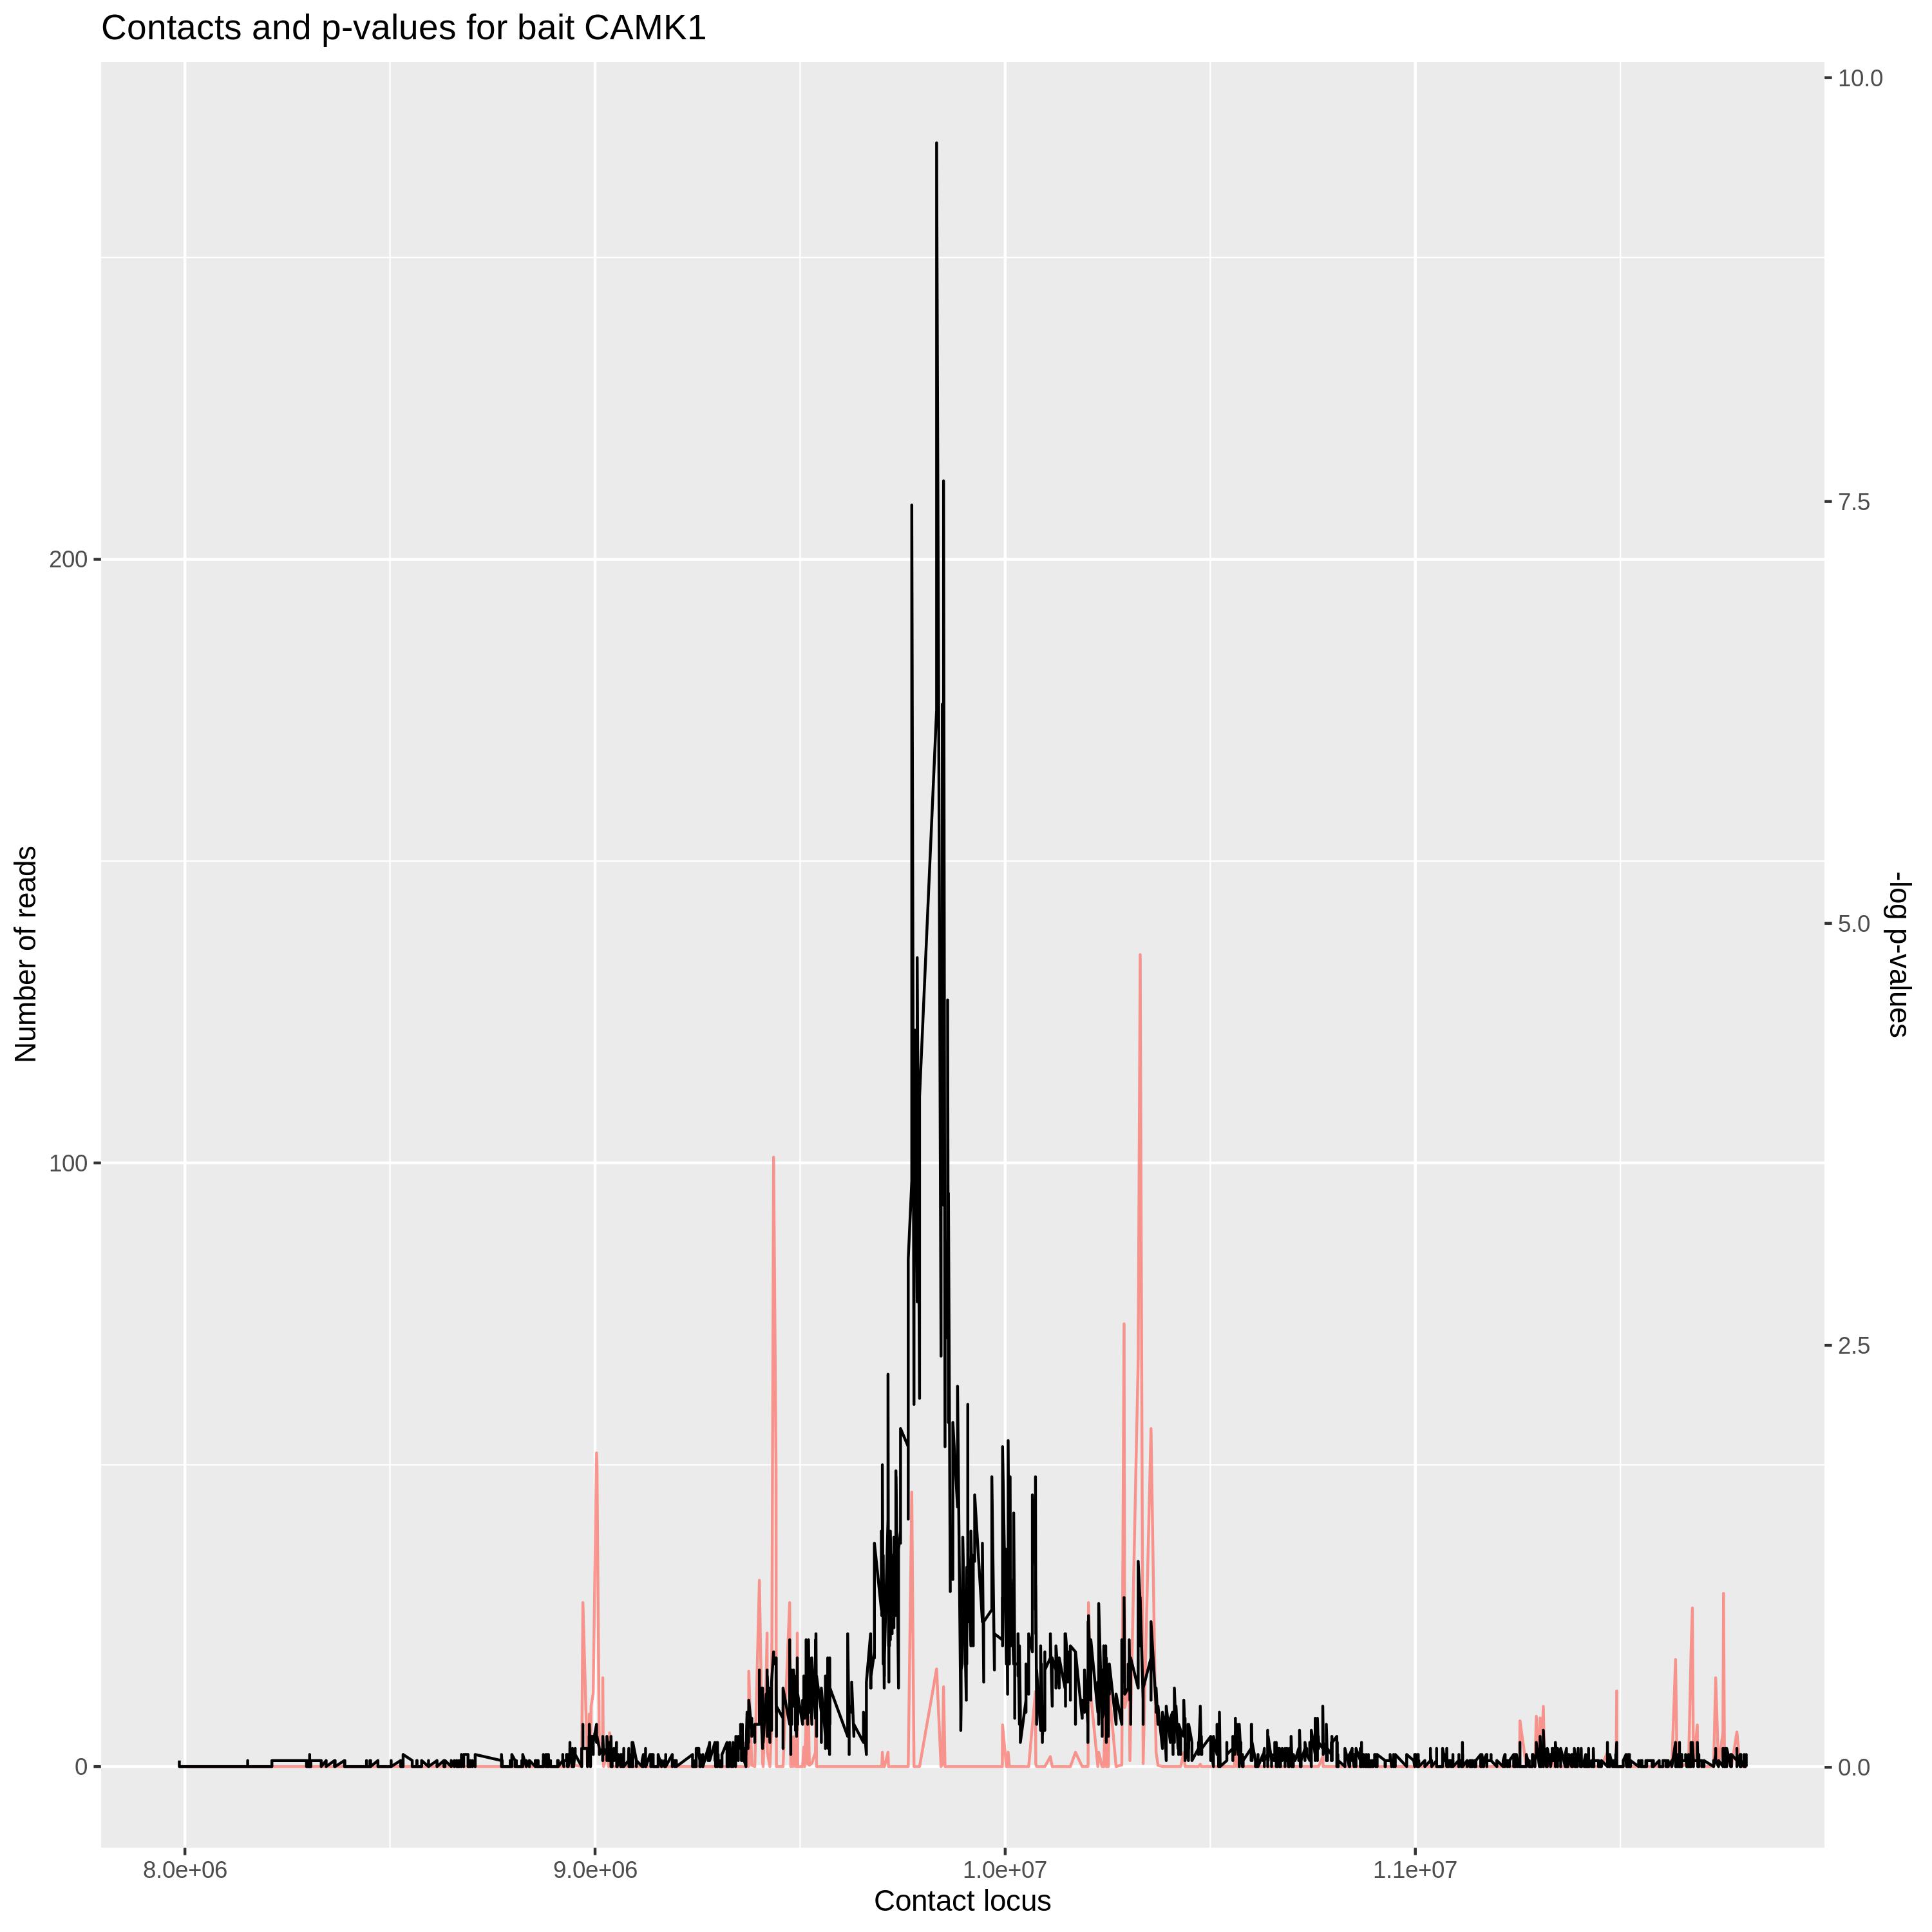 Contacts and p-values for bait CAMK1
Number of reads
200
100
0
10.0
7.5
5.0
2.5
0.0
-log p-values
8.0e+06
9.0e+06
1.0e+07
1.1e+07
Contact locus